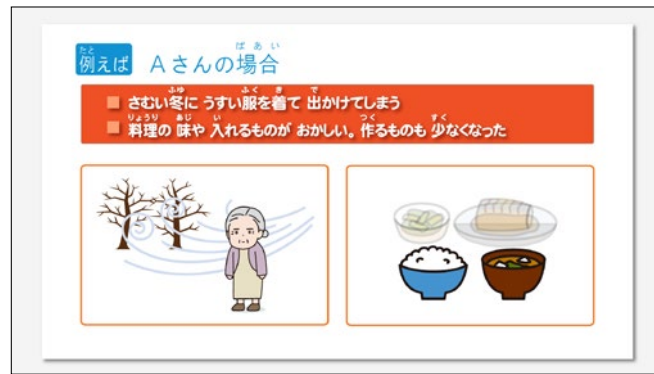 例えば Aさんの場合
さむい冬に うすい服を着て 出かけてしまう
料理の 味や 入れるものが おかしい。作るものも 少なくなった